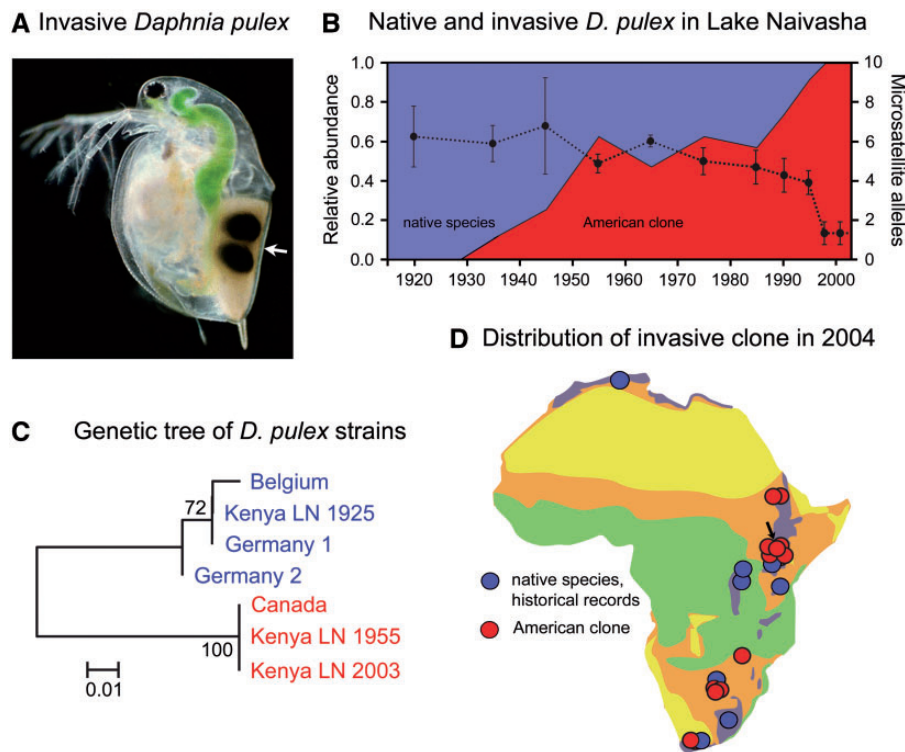 A Invasive Daphnia pulex
B Native and invasive D. pulex in Lake Naivasha
Relative abundance
1.0
0.8
0.6
0.4
0.2
0.0
native species
American clone
10
8
6
4
2
0
Microsatellite alleles
1920 1930 1940 1950 1960 1970 1980 1990 2000
C Genetic tree of D. pulex strains
72
Belgium
Kenya LN 1925
Germany 1
Germany 2
Canada
100
Kenya LN 1955
Kenya LN 2003
0.01
D Distribution of invasive clone in 2004
native species,
historical records
American clone